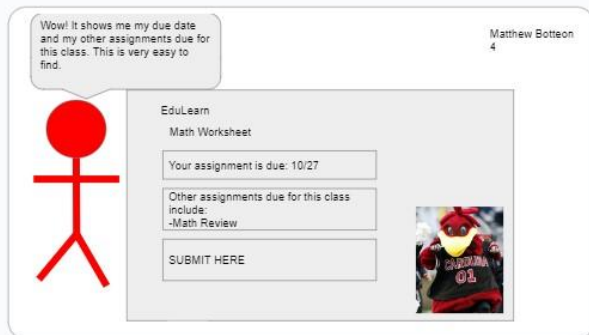 Wow! It shows me my due date
and my other assignments due for
this class. This is very easy to
find.
Matthew Botteon
4
EduLearn
Math Worksheet
Your assignment is due: 10/27
Other assignments due for this class
include:
-Math Review
SUBMIT HERE
CAROLINA
01